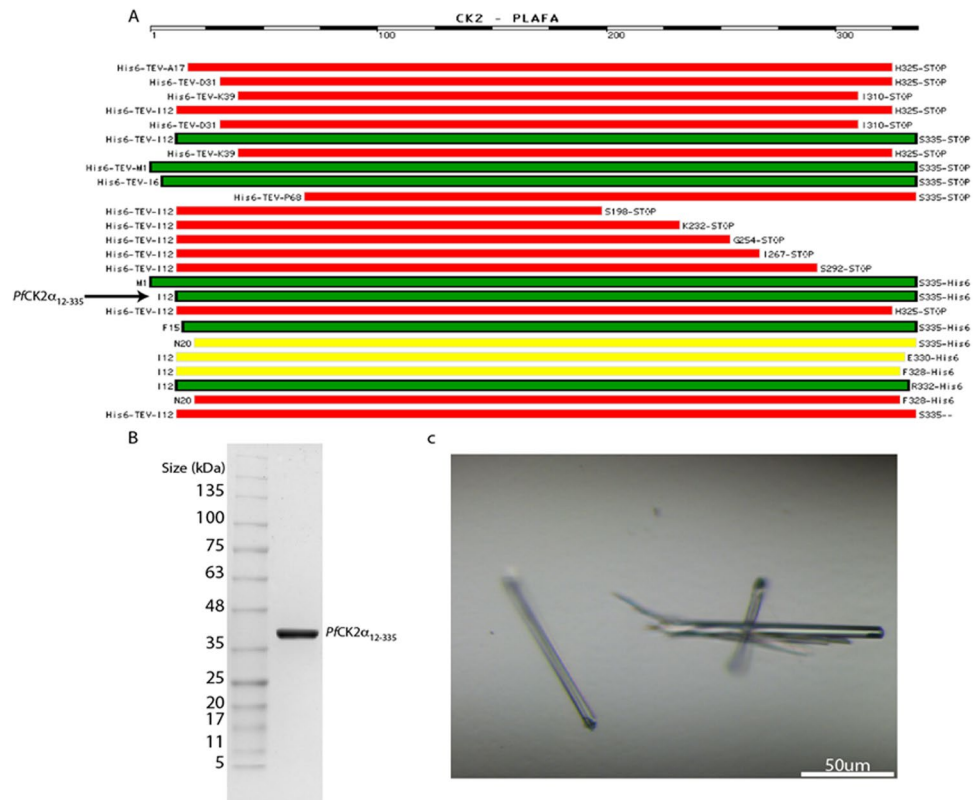 A
CK2 - PLAFA
1 100 200 300
His6-TEV-A17 H325-STOP
His6-TEV-D31 H325-STOP
His6-TEV-K39 I310-STOP
His6-TEV-I12 H325-STOP
His6-TEV-D31 I310-STOP
His6-TEV-I12 S335-STOP
His6-TEV-K39 H325-STOP
His6-TEV-M1 S335-STOP
His6-TEV-I6 S335-STOP
His6-TEV-P68 S335-STOP
His6-TEV-I12 S198-STOP
His6-TEV-I12 K232-STOP
His6-TEV-I12 G254-STOP
His6-TEV-I12 I267-STOP
His6-TEV-I12 S292-STOP
M1 S335-His6
PfCK2α12-335 I12 S335-His6
His6-TEV-I12 H325-STOP
F15 S335-His6
N20 S335-His6
I12 E330-His6
I12 F328-His6
I12 R332-His6
N20 F328-His6
His6-TEV-I12 S335--
B
Size (kDa)
135
100
75
63
48
35
25
20
17
11
5
PfCK2α12-335
c
50um